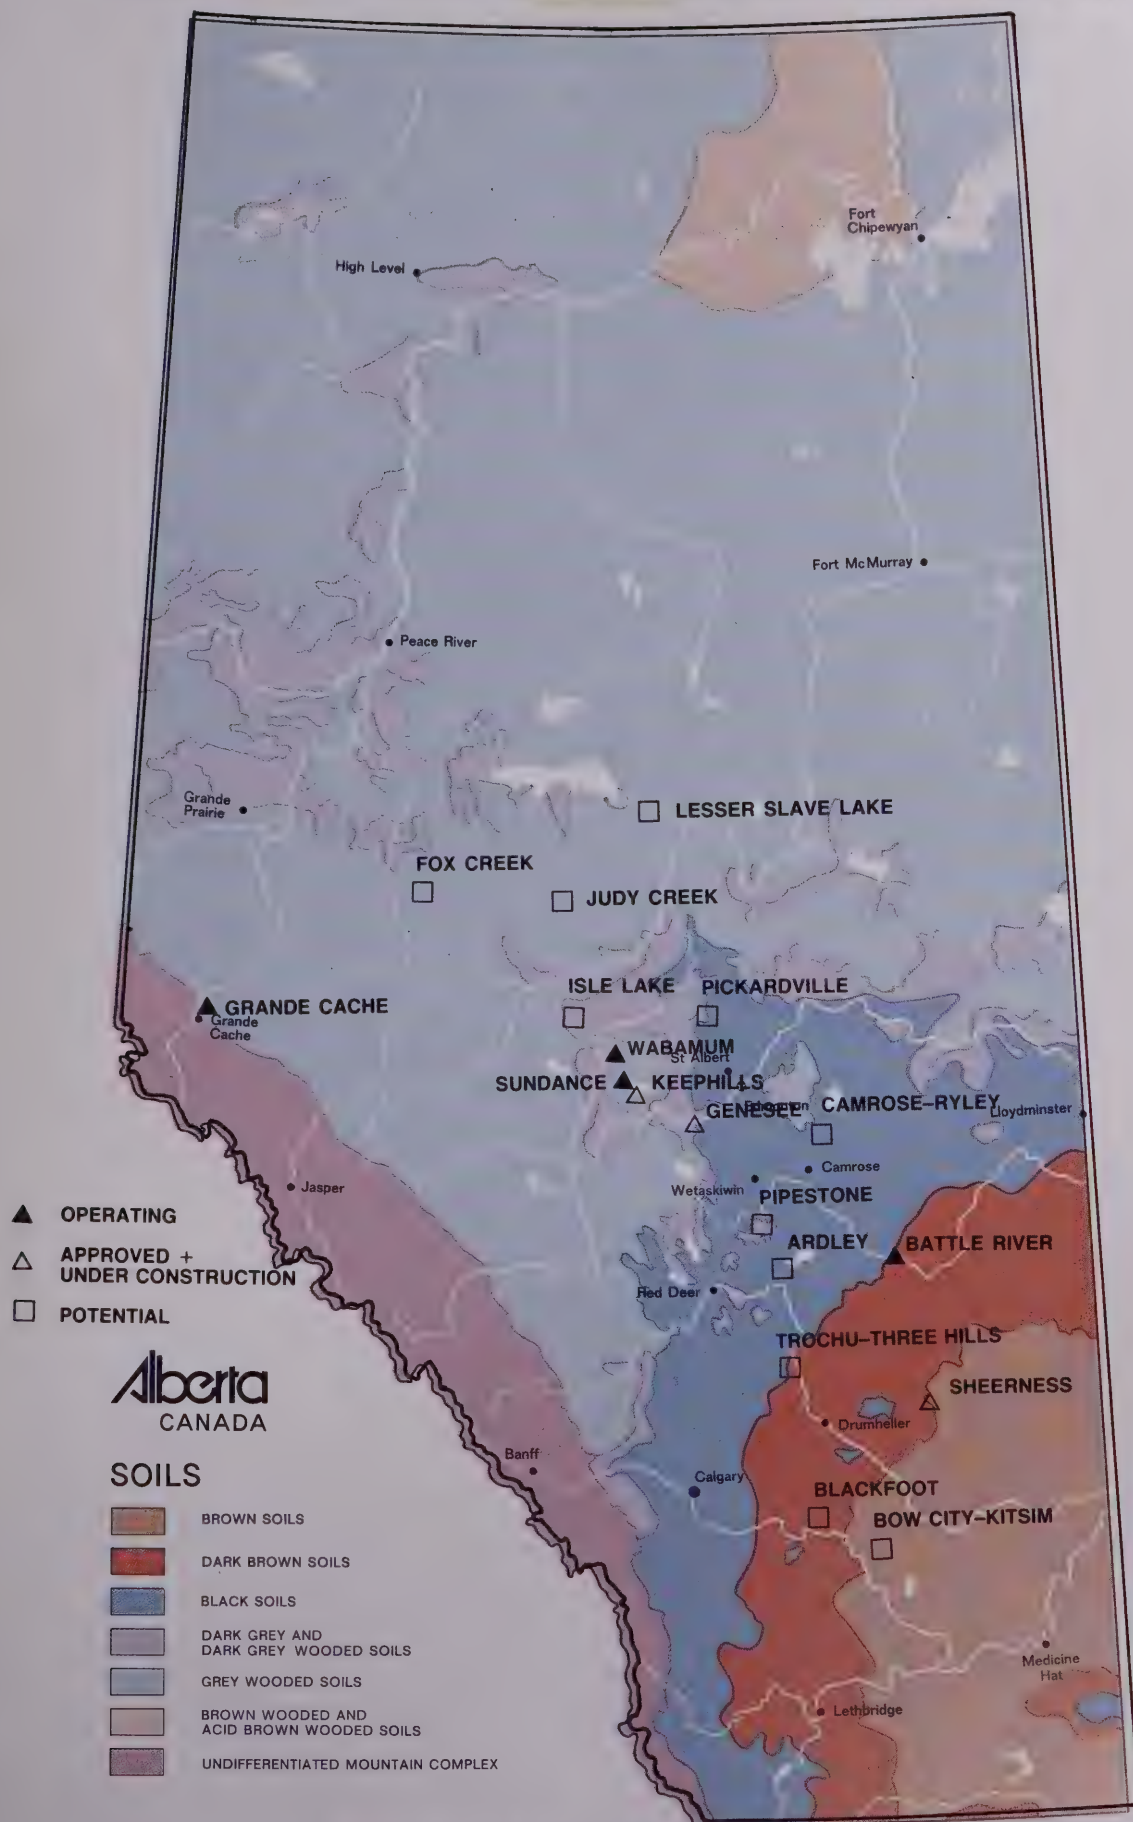 Fort
Chipewyan
High Level
Fort McMurray
Peace River
Grande
Prairie
LESSER SLAVE LAKE
FOX CREEK
JUDY CREEK
ISLE LAKE
PICKARDVILLE
GRANDE CACHE
Grande
Cache
WABAMUM
St Albert
SUNDANCE
KEEPHILLS
Edmonton
GENESEE
CAMROSE-RYLEY
Lloydminster
Camrose
Wetaskiwin
PIPESTONE
Jasper
ARDLEY
BATTLE RIVER
Red Deer
OPERATING
APPROVED +
UNDER CONSTRUCTION
POTENTIAL
TROCHU-THREE HILLS
SHEERNESS
Drumheller
Alberta
CANADA
Banff
Calgary
BLACKFOOT
BOW CITY-KITSIM
Medicine
Hat
Lethbridge
SOILS
BROWN SOILS
DARK BROWN SOILS
BLACK SOILS
DARK GREY AND
DARK GREY WOODED SOILS
GREY WOODED SOILS
BROWN WOODED AND
ACID BROWN WOODED SOILS
UNDIFFERENTIATED MOUNTAIN COMPLEX